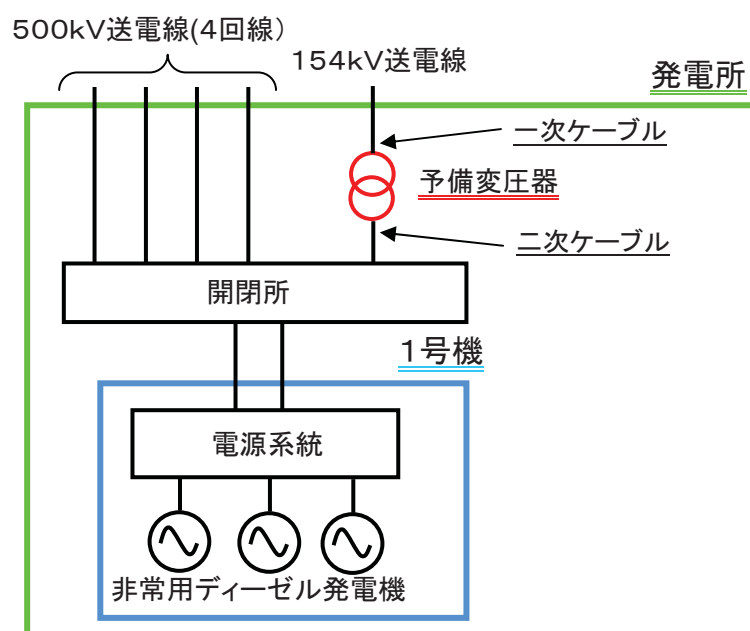 500kV送電線(4回線)
154kV送電線
発電所
一次ケーブル
予備変圧器
二次ケーブル
開閉所
1号機
電源系統
非常用ディーゼル発電機